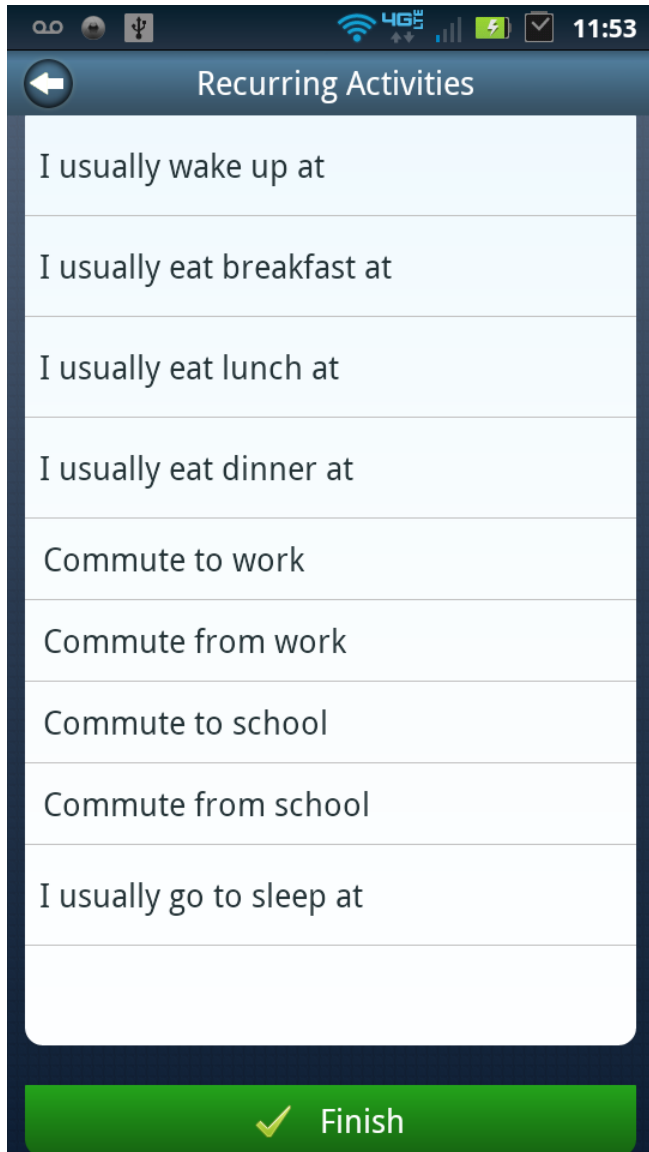 4G LTE 11:53
Recurring Activities
I usually wake up at
I usually eat breakfast at
I usually eat lunch at
I usually eat dinner at
Commute to work
Commute from work
Commute to school
Commute from school
I usually go to sleep at
Finish